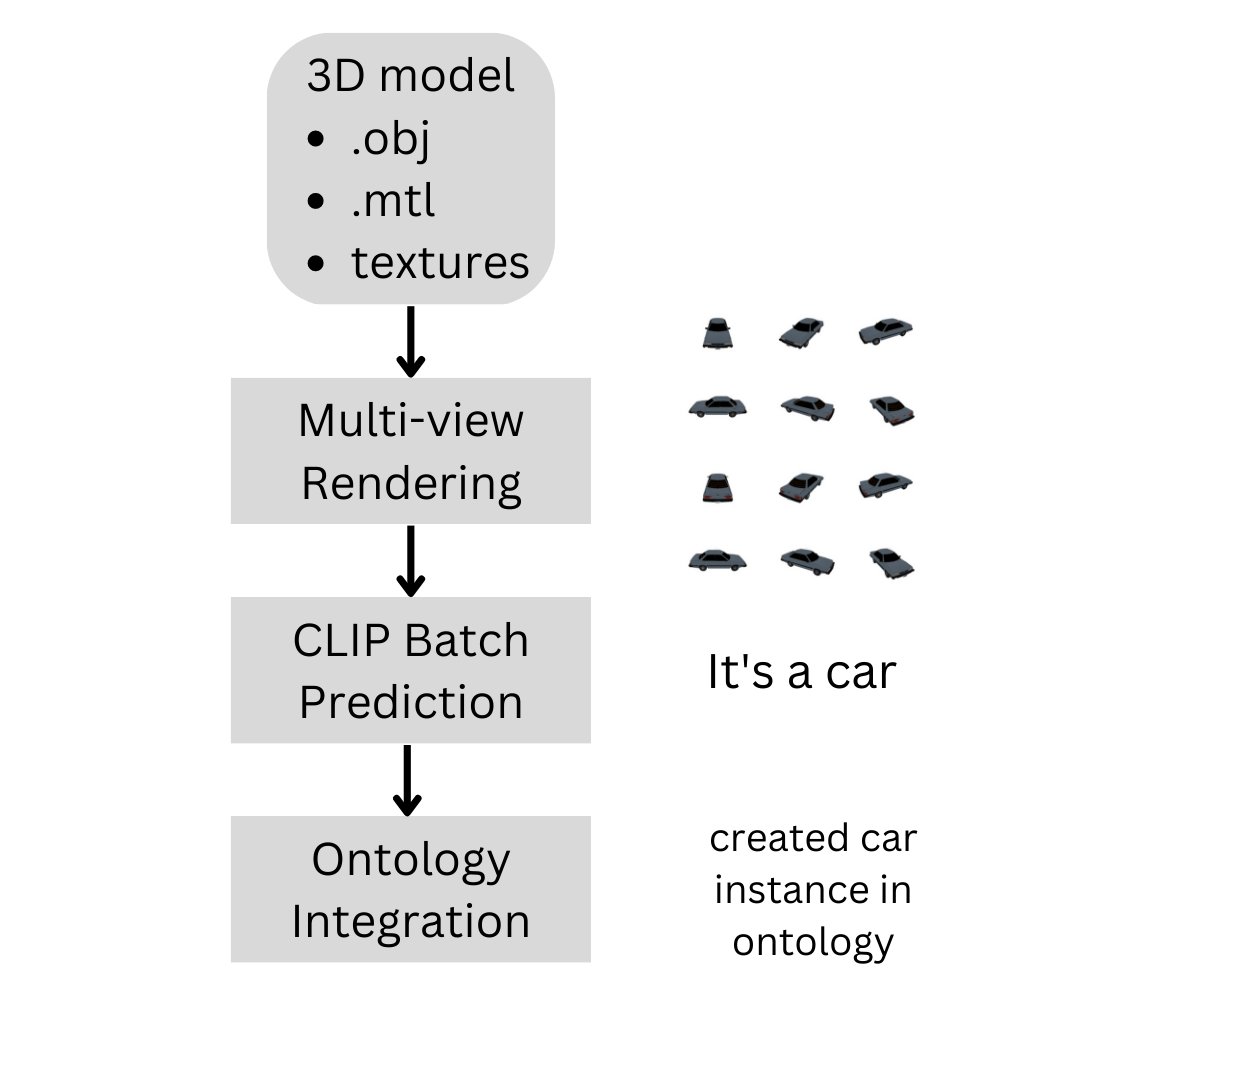 3D model
• .obj
• .mtl
• textures
Multi-view
Rendering
CLIP Batch
Prediction
It's a car
Ontology
Integration
created car
instance in
ontology